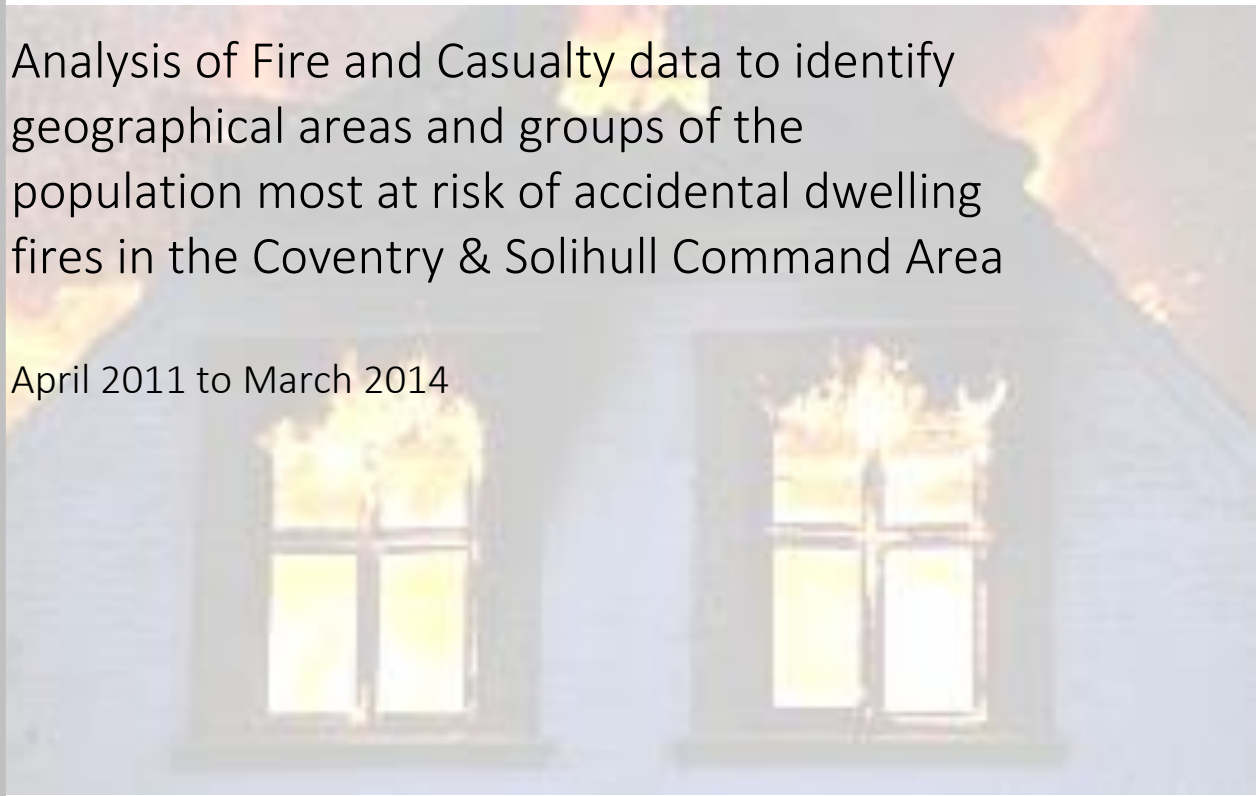 Analysis of Fire and Casualty data to identify
geographical areas and groups of the
population most at risk of accidental dwelling
fires in the Coventry & Solihull Command Area
April 2011 to March 2014